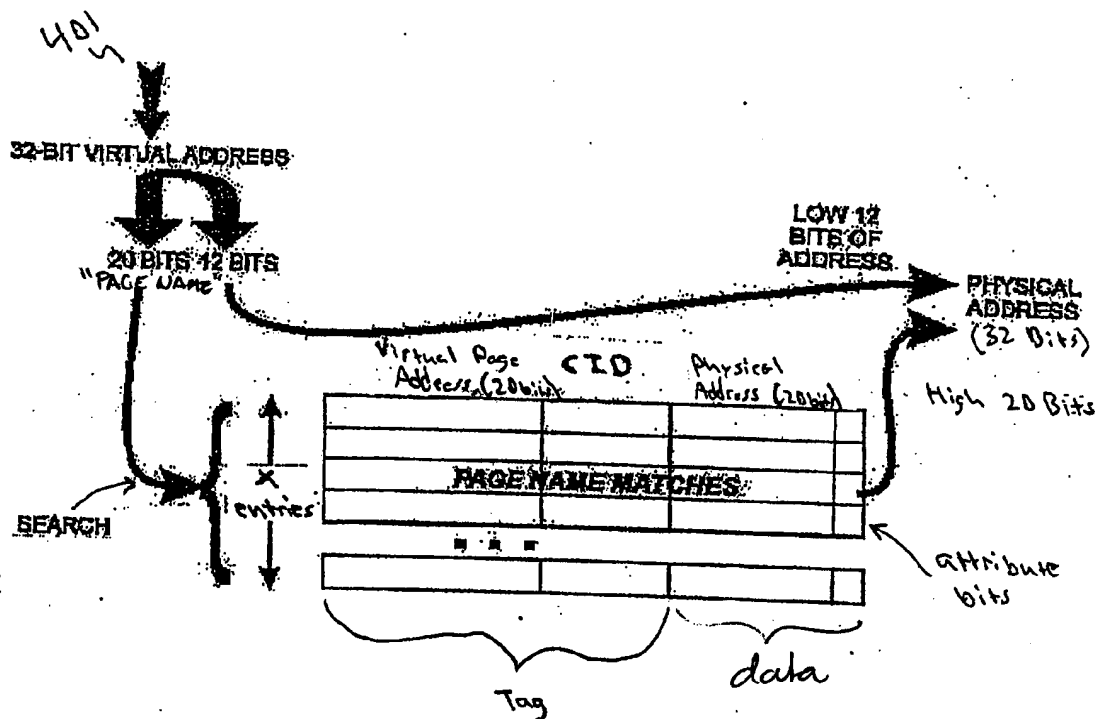 401
32-BIT VIRTUAL ADDRESS
20 BITS 12 BITS
"PAGE NAME"
LOW 12
BITS OF
ADDRESS
PHYSICAL
ADDRESS
(32 Bits)
High 20 Bits
Virtual Page
Address (20 bits)
CID
Physical
Address (20 bits)
PAGE NAME MATCHES
X
entries
SEARCH
attribute
bits
Tag
data